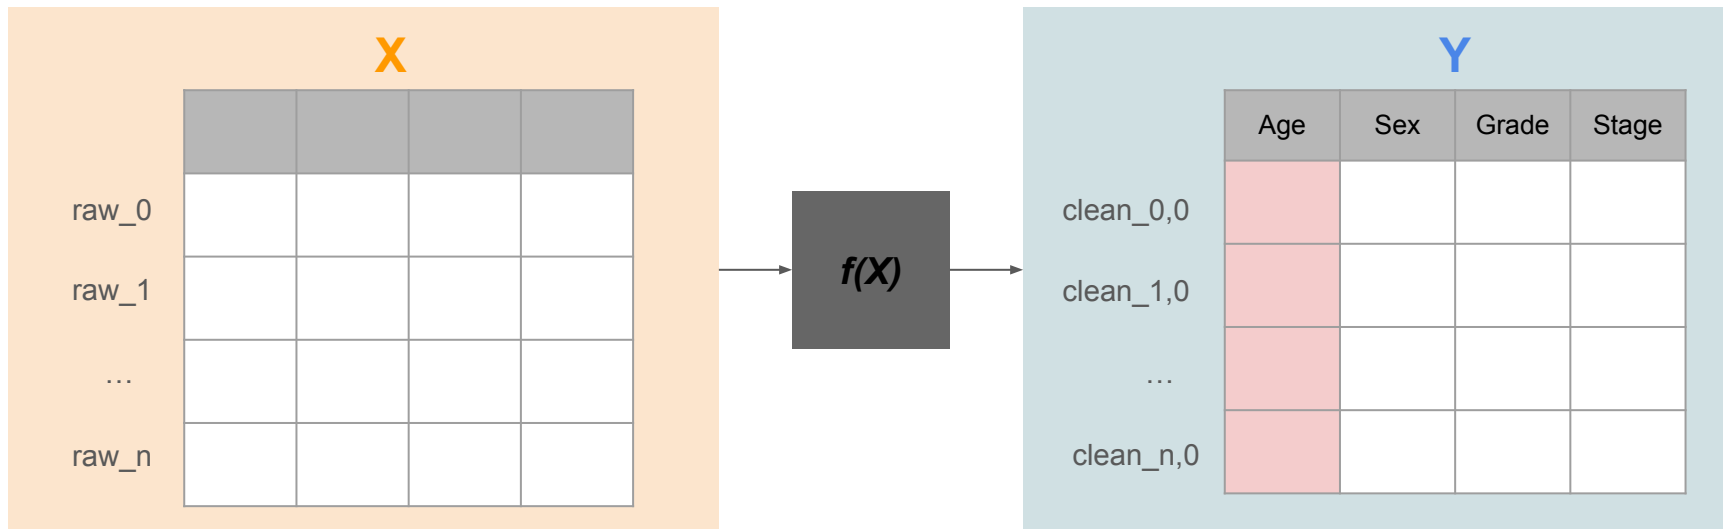 X
raw_0
raw_1
…
raw_n
f(X)
Y
Age Sex Grade Stage
clean_0,0
clean_1,0
…
clean_n,0